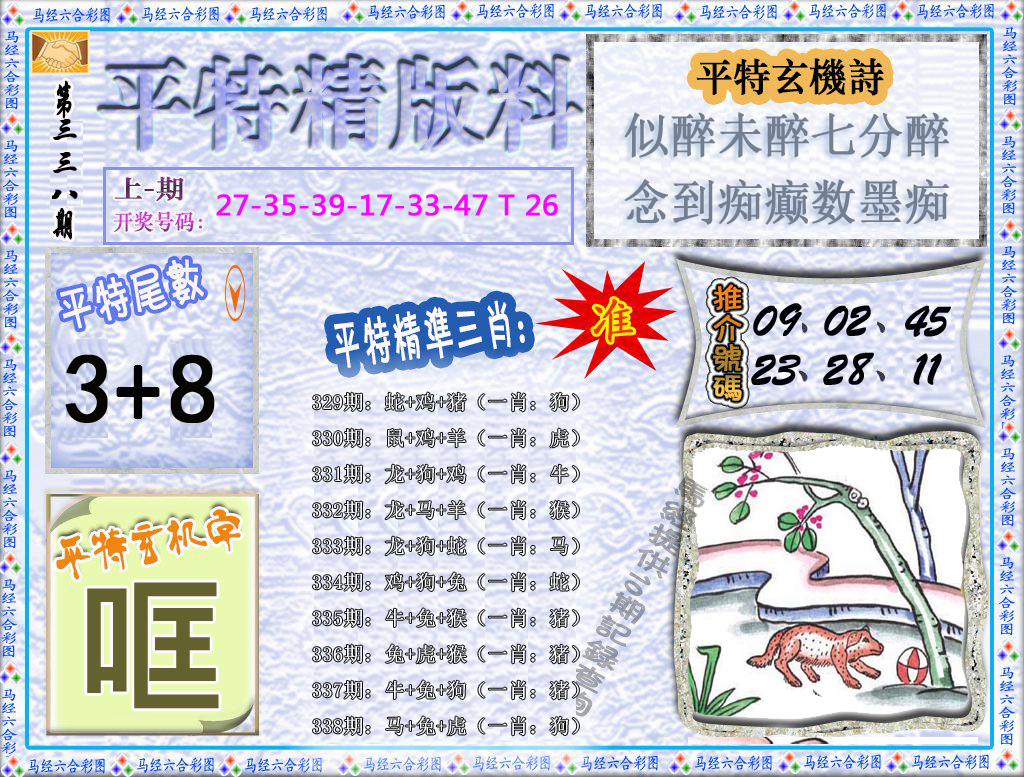 马经六合彩图
第三三八期
平特精版料
上-期
开奖号码：
27-35-39-17-33-47 T 26
平特玄機詩
似醉未醉七分醉
念到痴癫数墨痴
平特尾數
3+8
平特精準三肖:
准
推介號碼
09、02、45
23、28、11
329期：蛇+鸡+猪（一肖：狗）
330期：鼠+鸡+羊（一肖：虎）
331期：龙+狗+鸡（一肖：牛）
332期：龙+马+羊（一肖：猴）
333期：龙+狗+蛇（一肖：马）
334期：鸡+狗+兔（一肖：蛇）
335期：牛+兔+猴（一肖：猪）
336期：兔+虎+猴（一肖：猪）
337期：牛+兔+狗（一肖：猪）
338期：马+兔+虎（一肖：狗）
平特玄机字
哐